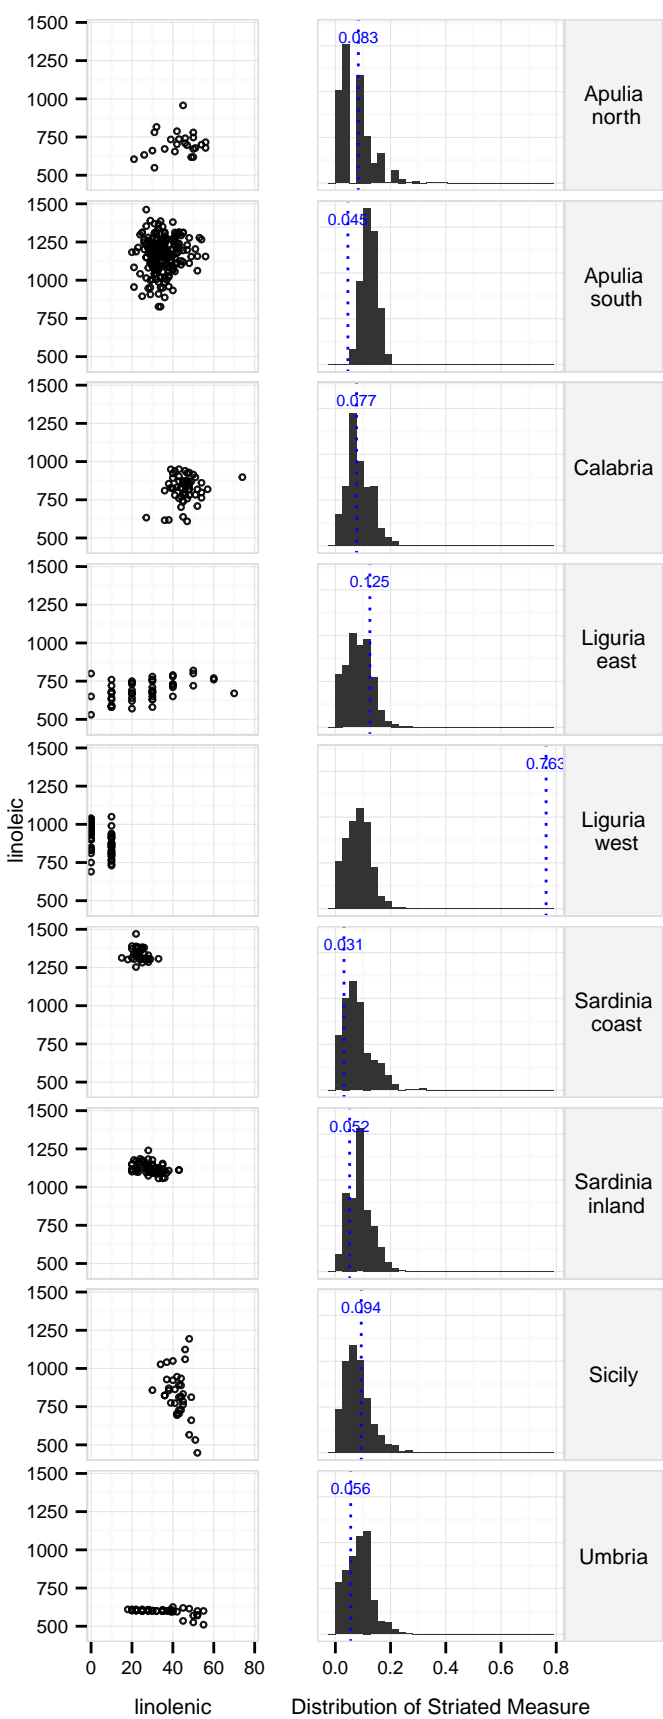 1500
1250
1000
750
500
0.083
Apulia
north
1500
1250
1000
750
500
0.045
Apulia
south
1500
1250
1000
750
500
0.077
Calabria
1500
1250
1000
750
500
0.125
Liguria
east
1500
1250
1000
750
500
0.763
Liguria
west
linoleic
1500
1250
1000
750
500
0.031
Sardinia
coast
1500
1250
1000
750
500
0.052
Sardinia
inland
1500
1250
1000
750
500
0.094
Sicily
1500
1250
1000
750
500
0.056
Umbria
0 20 40 60 80
0.0 0.2 0.4 0.6 0.8
linolenic
Distribution of Striated Measure